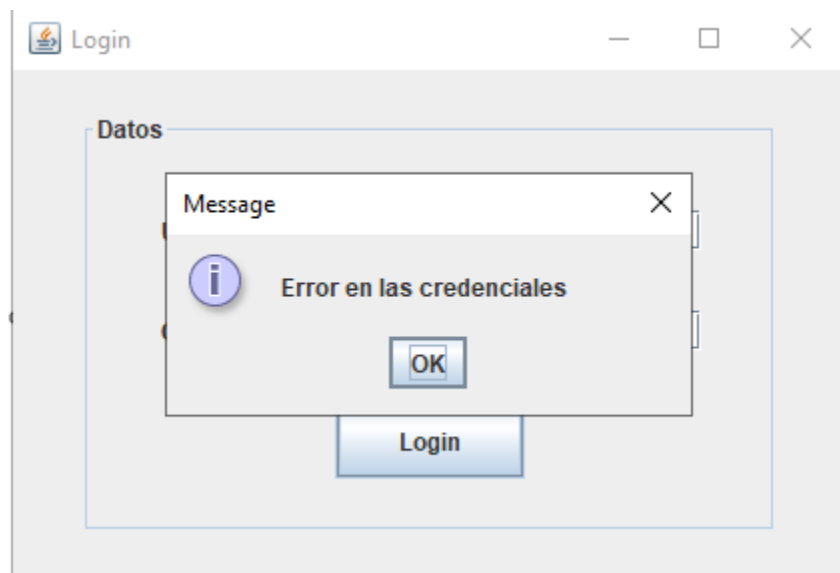 Login
Datos
Message
Error en las credenciales
OK
Login